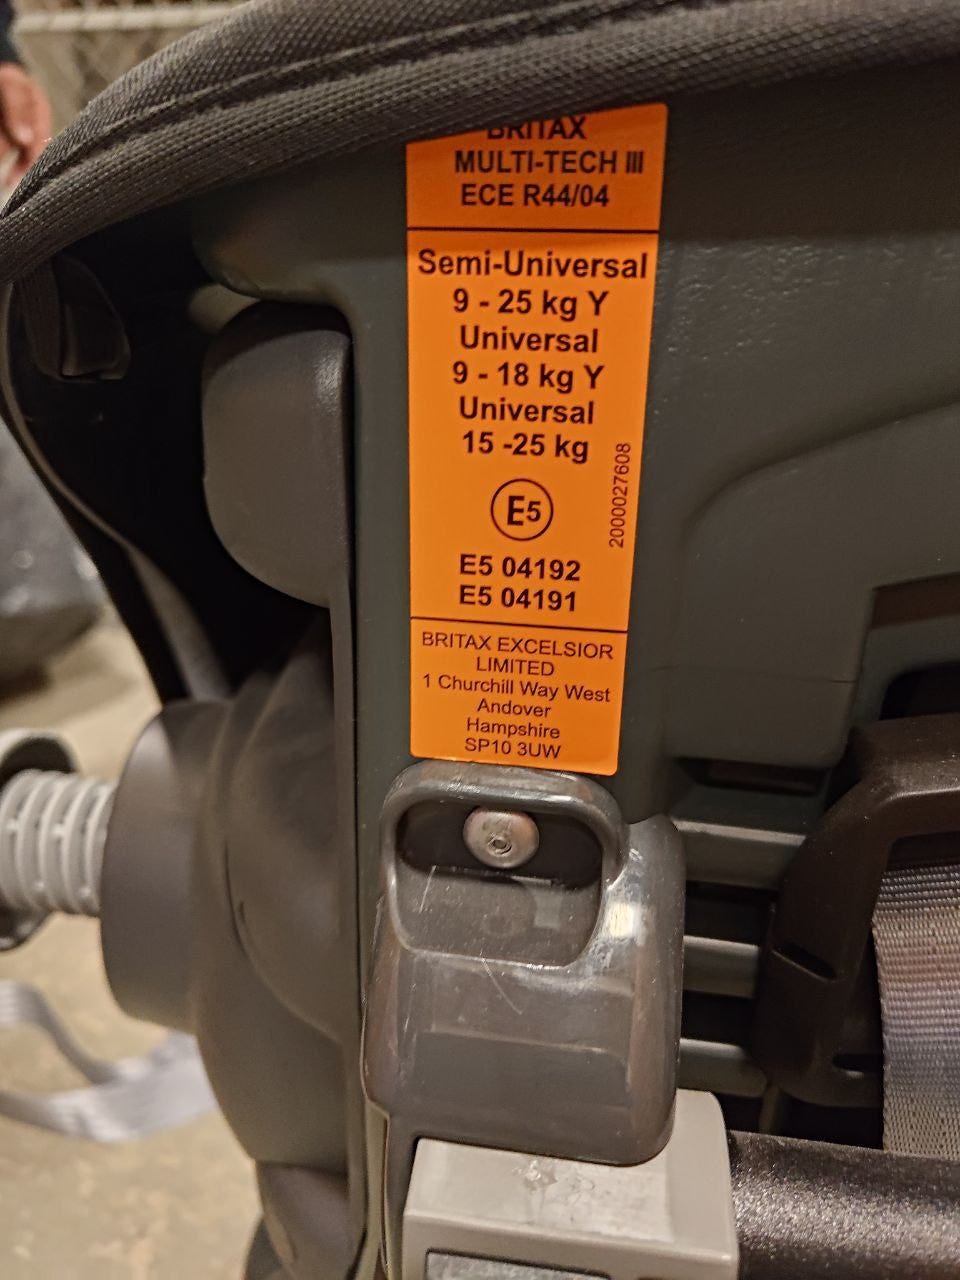 BRITAX
MULTI-TECH III
ECE R44/04
Semi-Universal
9 - 25 kg Y
Universal
9 - 18 kg Y
Universal
15 -25 kg
E5
2000027608
E5 04192
E5 04191
BRITAX EXCELSIOR
LIMITED
1 Churchill Way West
Andover
Hampshire
SP10 3UW